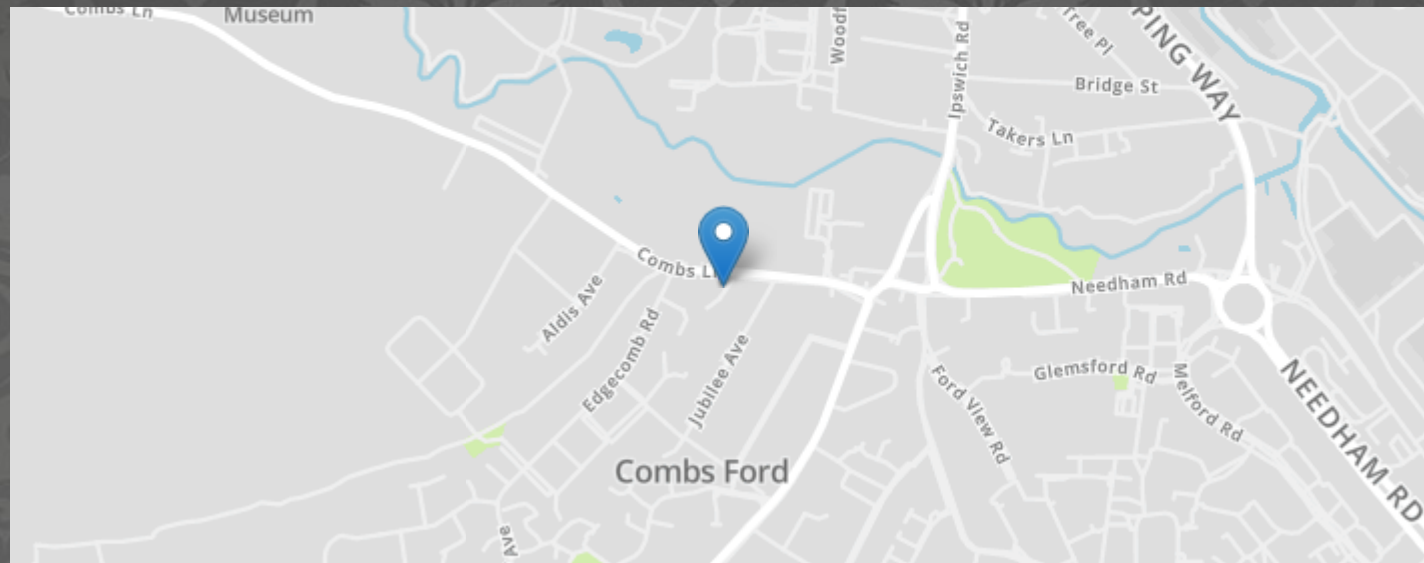 Combs Ln
Museum
Ipswich Rd
Tree Pl
PING WAY
Bridge St
Takers Ln
Combs L
Needham Rd
Aldis Ave
Edgecomb Rd
Jubilee Ave
Glemsford Rd
Ford View Rd
Melford Rd
NEEDHAM RD
Combs Ford
Ave